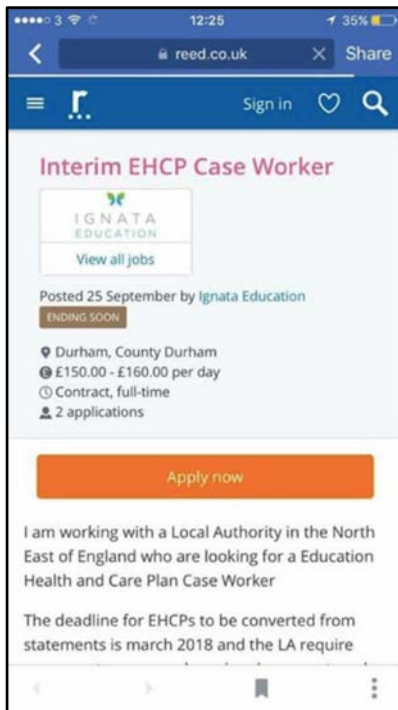 3
12:25
35%
reed.co.uk
Share
r
Sign in
Interim EHCP Case Worker
IGNATA
EDUCATION
View all jobs
Posted 25 September by Ignata Education
ENDING SOON
Durham, County Durham
£150.00 - £160.00 per day
Contract, full-time
2 applications
Apply now
I am working with a Local Authority in the North
East of England who are looking for a Education
Health and Care Plan Case Worker
The deadline for EHCPs to be converted from
statements is march 2018 and the LA require